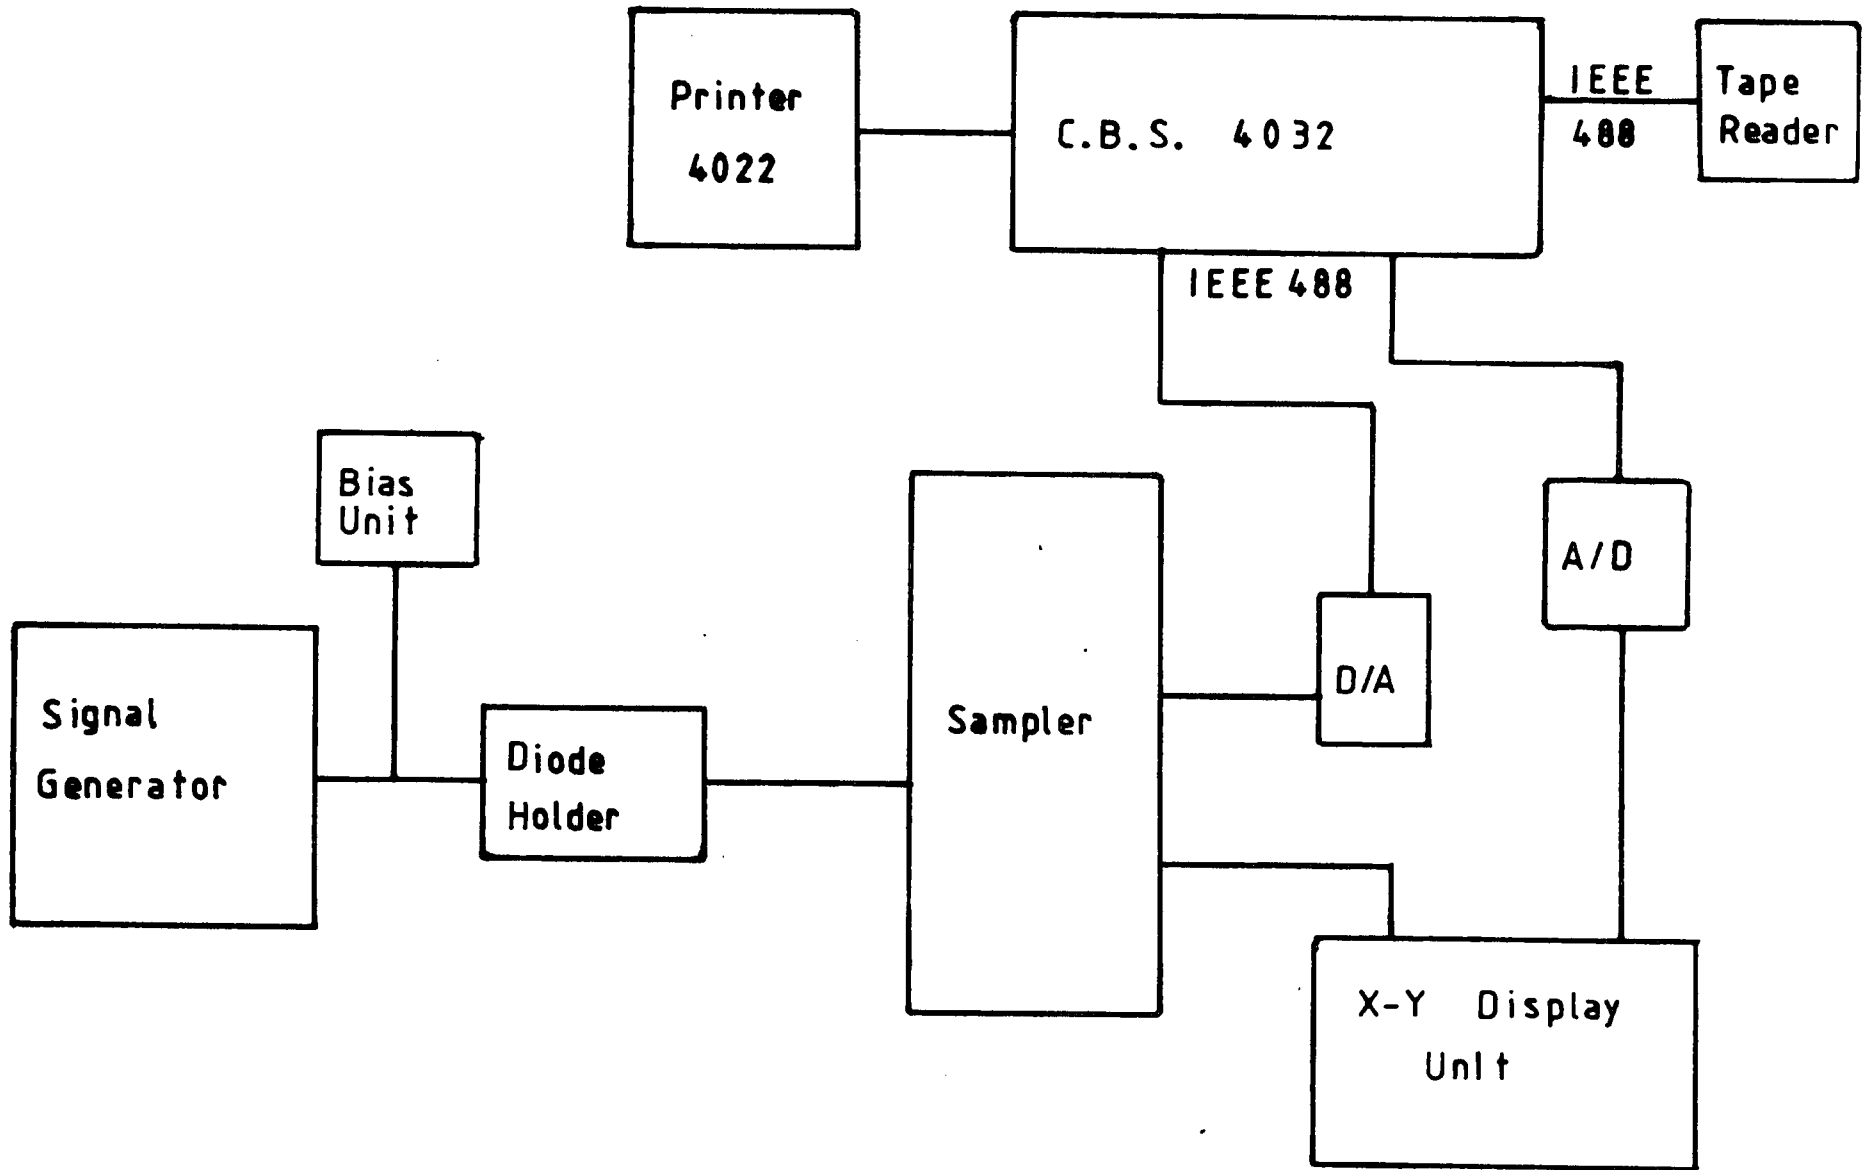 Printer
4022
C.B.S. 4032
IEEE
488
Tape
Reader
IEEE 488
Bias
Unit
A/D
D/A
Signal
Generator
Diode
Holder
Sampler
X-Y Display
Unit